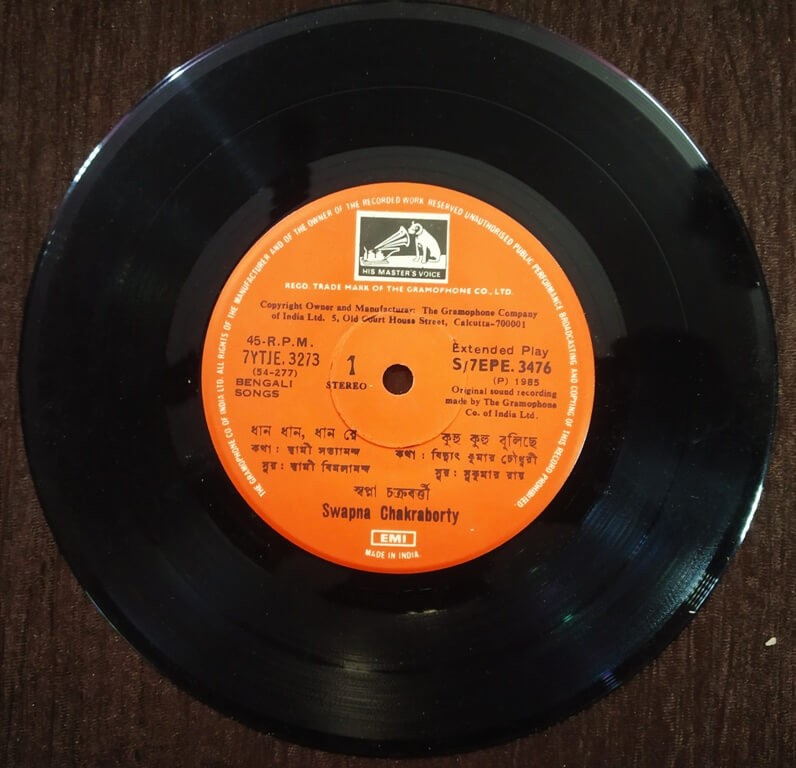 THE GRAMOPHONE CO. OF INDIA LTD. ALL RIGHTS OF THE MANUFACTURER AND OF THE OWNER OF THE RECORDED WORK RESERVED UNAUTHORISED PUBLIC PERFORMANCE BROADCASTING AND COPYING OF THIS RECORD PROHIBITED.
HIS MASTER'S VOICE
REGD. TRADE MARK OF THE GRAMOPHONE CO., LTD.
Copyright Owner and Manufacturer: The Gramophone Company
of India Ltd. 5, Old Court House Street, Calcutta-700001
45-R.P.M.
7YTJE. 3273
(54-277)
BENGALI
SONGS
1
STEREO
Extended Play
S/7EPE. 3476
(P) 1985
Original sound recording
made by The Gramophone
Co. of India Ltd.
ধান ধান, ধান রে
কথা : স্বামী সত্যানন্দ
সুর : স্বামী বিমলানন্দ
কুহু কুহু বুলিছে
কথা : বিদ্যুৎ কুমার চৌধুরী
সুর : সুকুমার রায়
স্বপ্না চক্রবর্ত্তী
Swapna Chakraborty
EMI
MADE IN INDIA.